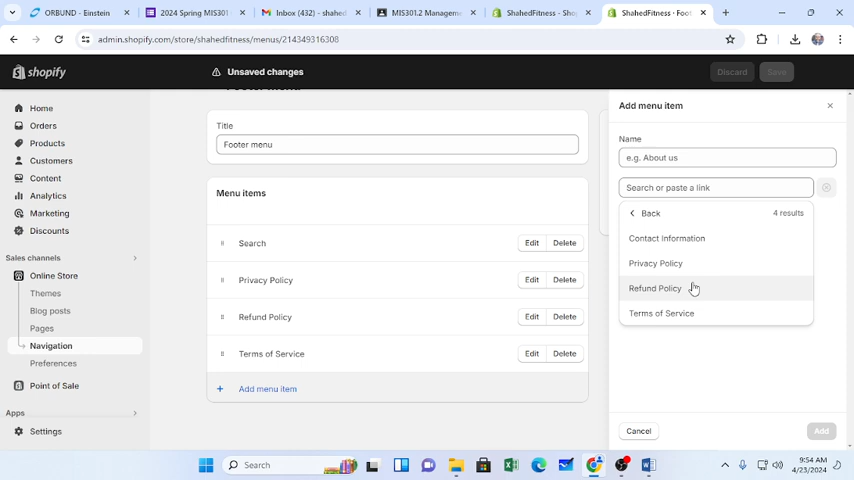 ORBUND - Einstein
2024 Spring MIS301
Inbox (432) - shahed
MIS301.2 Managemen
ShahedFitness - Shop
ShahedFitness · Foot
admin.shopify.com/store/shahedfitness/menus/214349316308
shopify
Unsaved changes
Discard
Save
Home
Orders
Products
Customers
Content
Analytics
Marketing
Discounts
Sales channels
Online Store
Themes
Blog posts
Pages
Navigation
Preferences
Point of Sale
Apps
Settings
Footer menu
Title
Footer menu
Menu items
Search
Edit
Delete
Privacy Policy
Edit
Delete
Refund Policy
Edit
Delete
Terms of Service
Edit
Delete
Add menu item
Add menu item
Name
e.g. About us
Search or paste a link
Back
4 results
Contact Information
Privacy Policy
Refund Policy
Terms of Service
Cancel
Add
Search
9:54 AM
4/23/2024